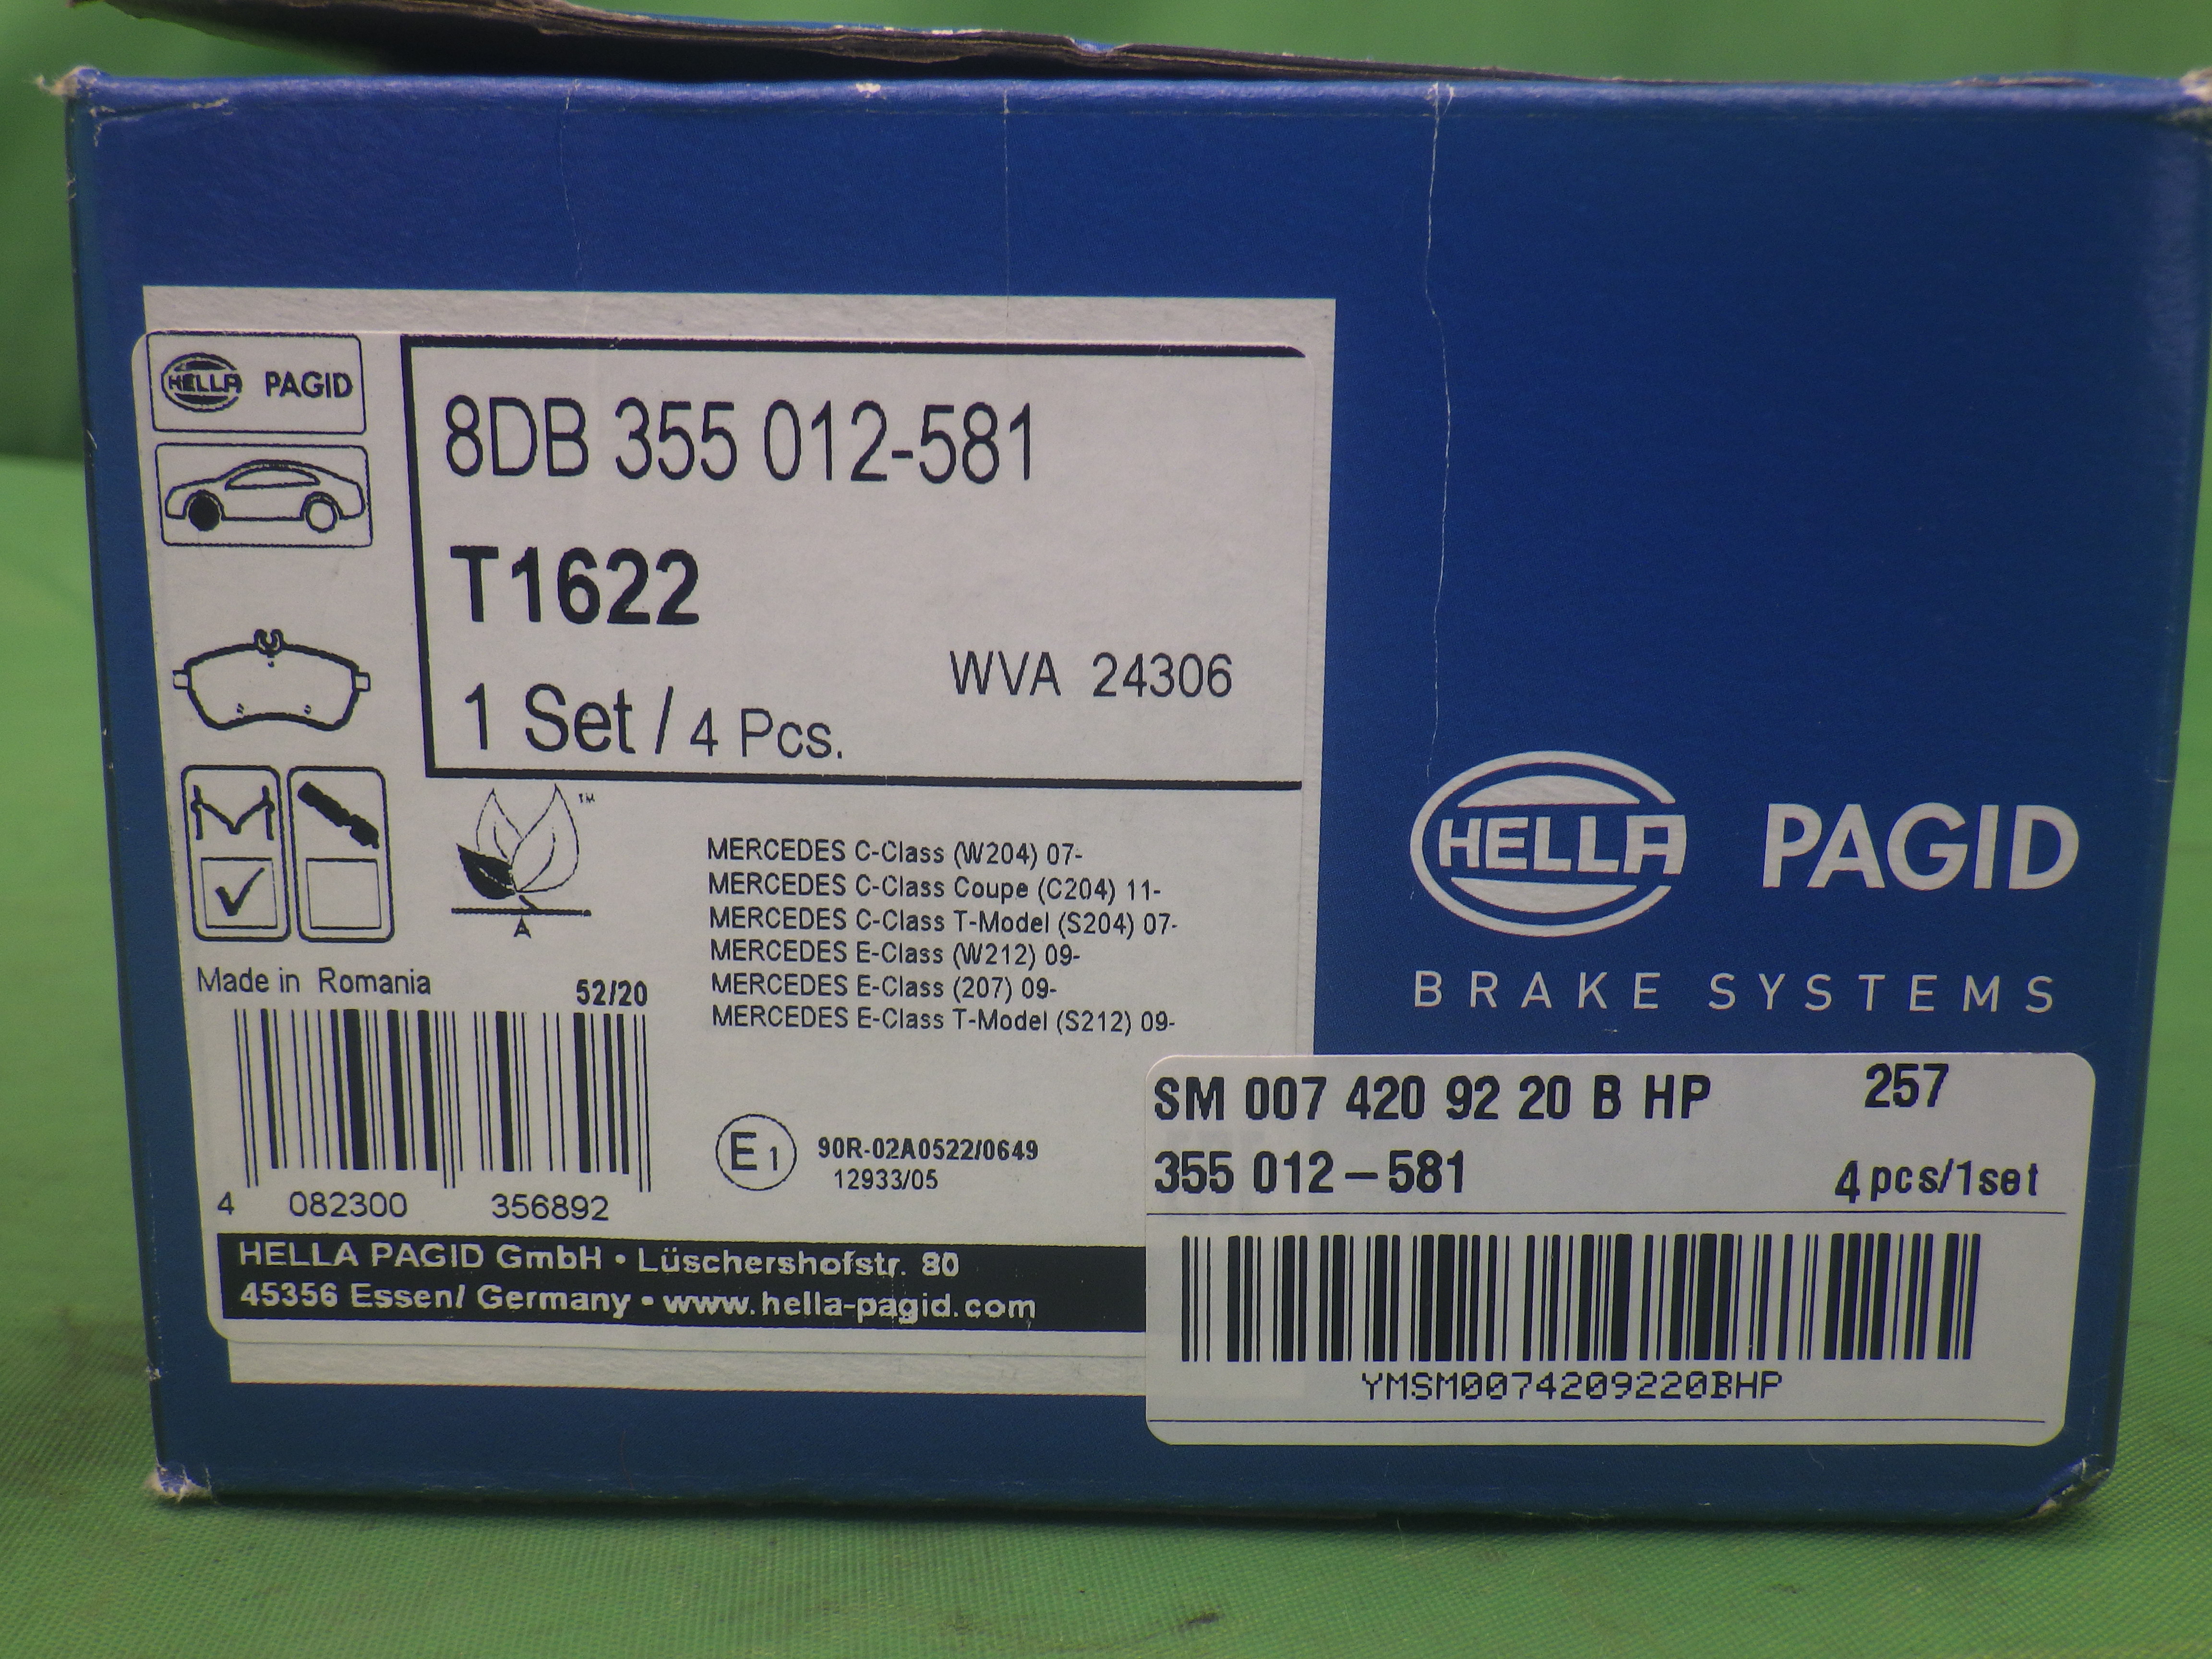 HELLA PAGID
8DB 355 012-581
T1622
WVA 24306
1 Set / 4 Pcs.
TM
A
MERCEDES C-Class (W204) 07-
MERCEDES C-Class Coupe (C204) 11-
MERCEDES C-Class T-Model (S204) 07-
MERCEDES E-Class (W212) 09-
MERCEDES E-Class (207) 09-
MERCEDES E-Class T-Model (S212) 09-
Made in Romania
52/20
4 082300 356892
E1 90R-02A0522/0649
12933/05
HELLA PAGID GmbH • Lüschershofstr. 80
45356 Essen/ Germany • www.hella-pagid.com
HELLA PAGID
BRAKE SYSTEMS
SM 007 420 92 20 B HP 257
355 012-581 4 pcs/1set
YMSM0074209220BHP